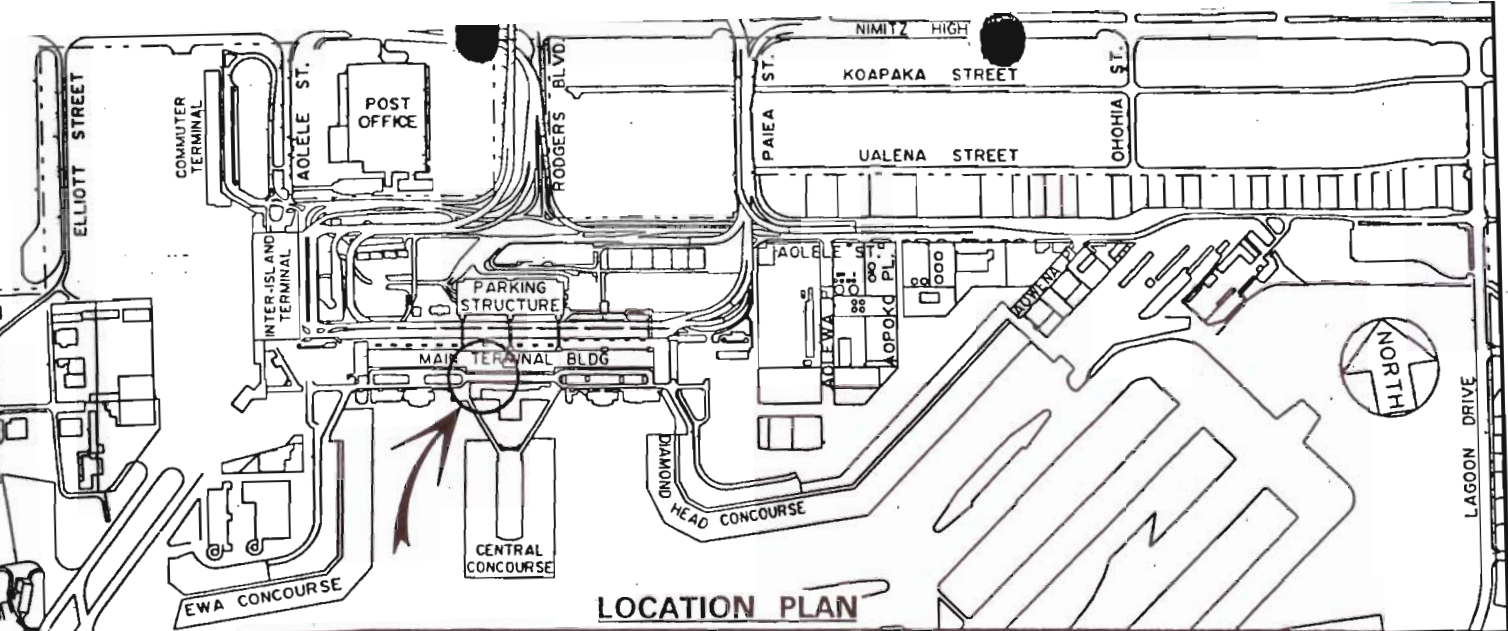 NIMITZ HIGH
KOAPAKA STREET
UALENA STREET
ELLIOTT STREET
COMMUTER
TERMINAL
AOLELE ST.
POST
OFFICE
RODGERS BLVD.
PAIEA ST.
OHOHIA ST.
INTER-ISLAND
TERMINAL
PARKING
STRUCTURE
MAIN TERMINAL BLDG
AOLELE ST.
AOLEWA PL.
AOPOKO PL.
AOWENA PL.
NORTH
LAGOON DRIVE
DIAMOND
HEAD CONCOURSE
CENTRAL
CONCOURSE
EWA CONCOURSE
LOCATION PLAN